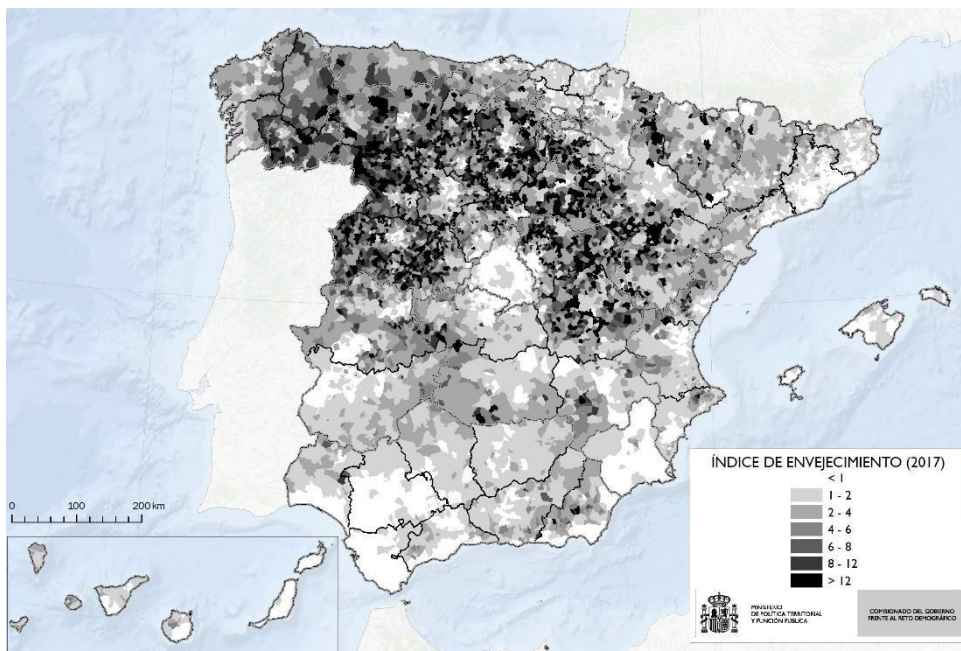 ÍNDICE DE ENVEJECIMIENTO (2017)
< 1
1 - 2
2 - 4
4 - 6
6 - 8
8 - 12
> 12
0 100 200 km
MINISTERIO
DE POLÍTICA TERRITORIAL
Y FUNCIÓN PÚBLICA
COMISIONADO DEL GOBIERNO
FRENTE AL RETO DEMOGRÁFICO